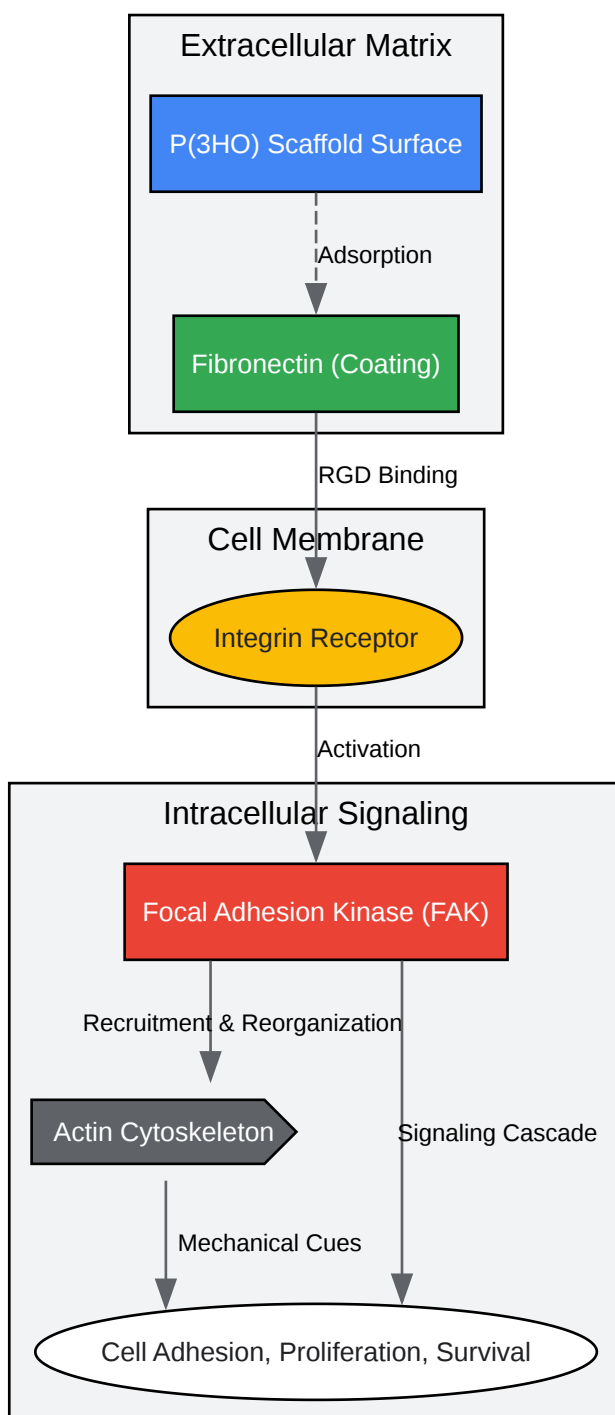 Extracellular Matrix
P(3HO) Scaffold Surface
Adsorption
Fibronectin (Coating)
RGD Binding
Cell Membrane
Integrin Receptor
Activation
Intracellular Signaling
Focal Adhesion Kinase (FAK)
Recruitment & Reorganization
Actin Cytoskeleton
Signaling Cascade
Mechanical Cues
Cell Adhesion, Proliferation, Survival